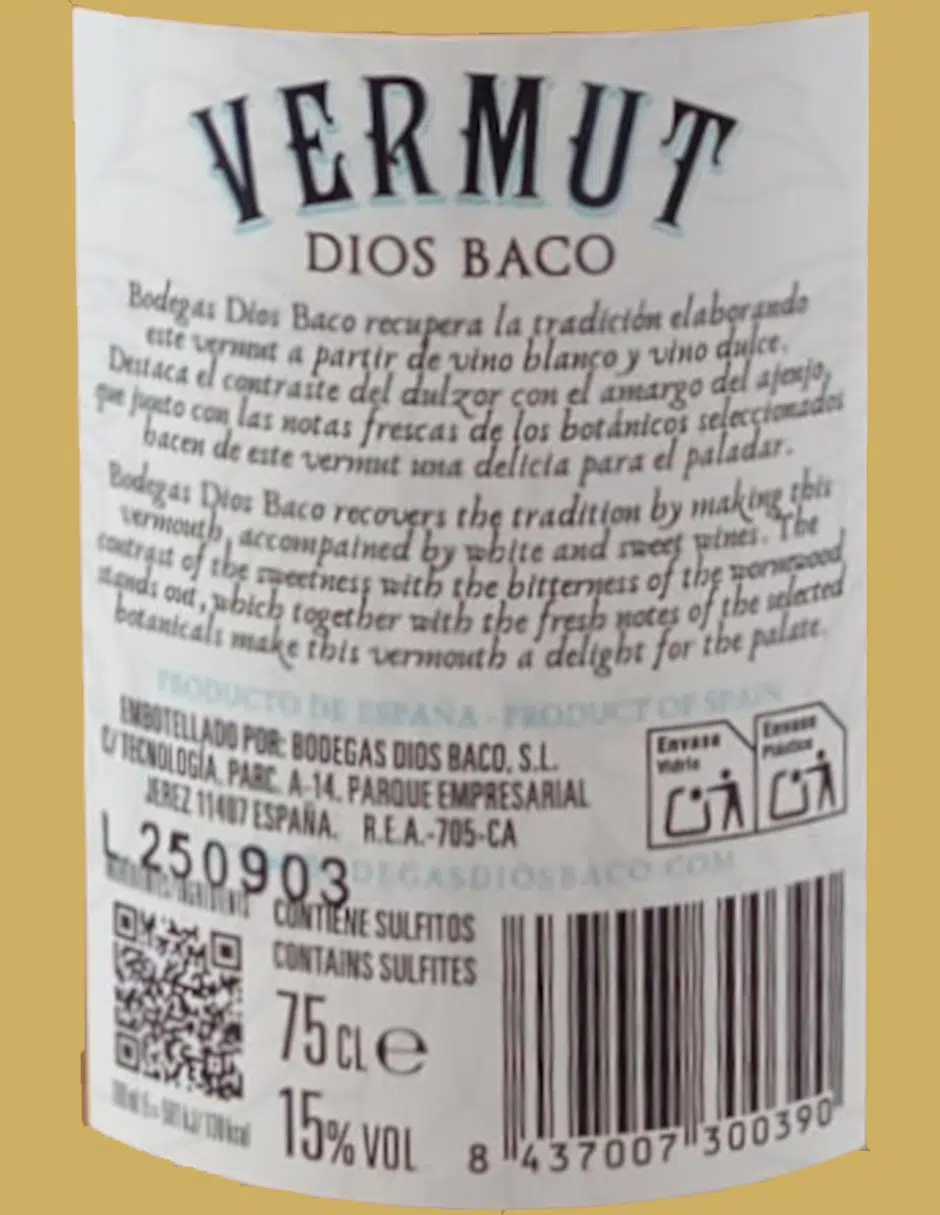 VERMUT
DIOS BACO
Bodegas Dios Baco recupera la tradición elaborando
este vermut a partir de vino blanco y vino dulce.
Destaca el contraste del dulzor con el amargo del ajenjo,
que junto con las notas frescas de los botánicos seleccionados
hacen de este vermut una delicia para el paladar.
Bodegas Dios Baco recovers the tradition by making this
vermouth, accompained by white and sweet wines. The
contrast of the sweetness with the bitterness of the wormwood
stands out, which together with the fresh notes of the selected
botanicals make this vermouth a delight for the palate.
PRODUCTO DE ESPAÑA - PRODUCT OF SPAIN
EMBOTELLADO POR: BODEGAS DIOS BACO, S.L.
C/ TECNOLOGÍA, PARC. A-14. PARQUE EMPRESARIAL
JEREZ 11407 ESPAÑA. R.E.A.-705-CA
Envase
Vidrio
Envase
Plástico
L 250903
CONTIENE SULFITOS
CONTAINS SULFITES
75 CL e
15% VOL
8 437007 300390